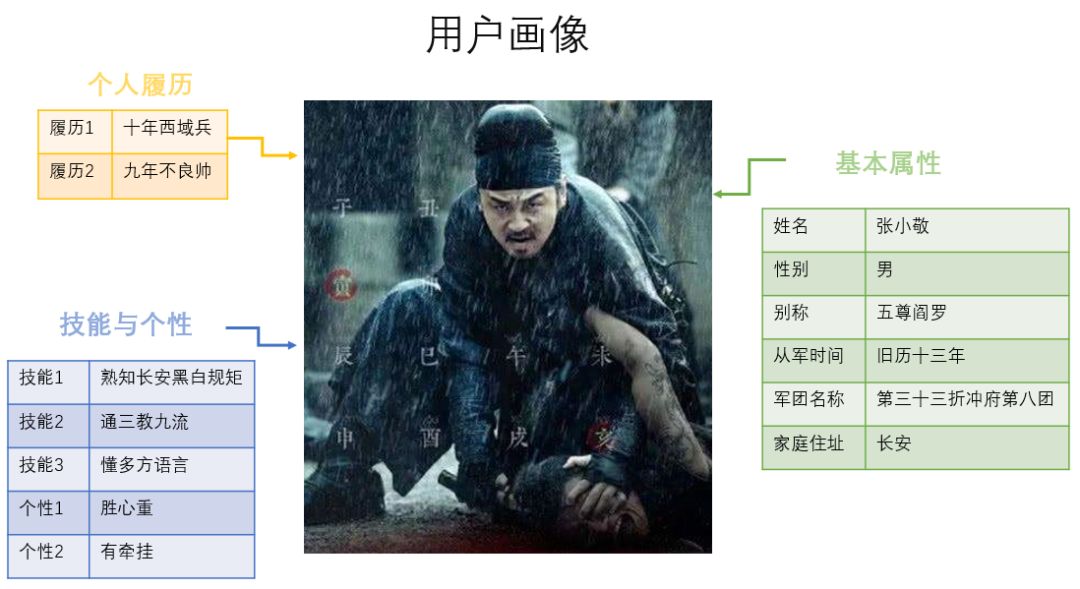 用户画像
个人履历
履历1 十年西域兵
履历2 九年不良帅
技能与个性
技能1 熟知长安黑白规矩
技能2 通三教九流
技能3 懂多方语言
个性1 胜心重
个性2 有牵挂
子 丑
寅
辰 巳 午 未
申 酉 戌 亥
基本属性
姓名 张小敬
性别 男
别称 五尊阎罗
从军时间 旧历十三年
军团名称 第三十三折冲府第八团
家庭住址 长安